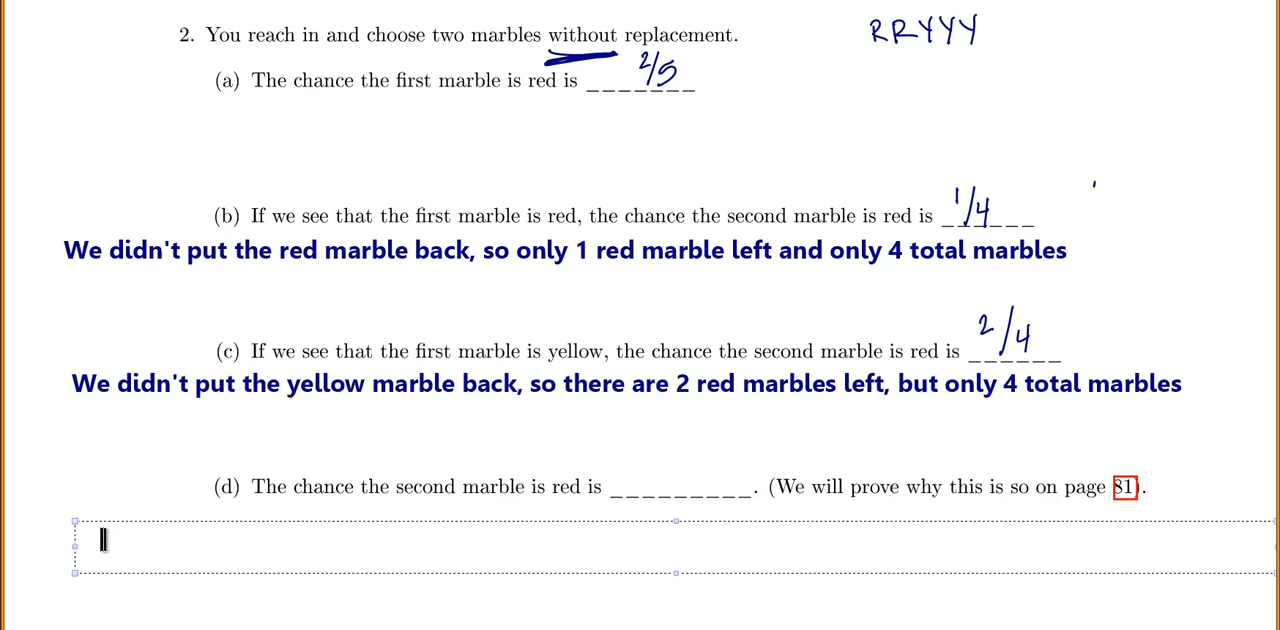 2. You reach in and choose two marbles without replacement.
RRYYY
(a) The chance the first marble is red is 2/5
(b) If we see that the first marble is red, the chance the second marble is red is 1/4
We didn't put the red marble back, so only 1 red marble left and only 4 total marbles
(c) If we see that the first marble is yellow, the chance the second marble is red is 2/4
We didn't put the yellow marble back, so there are 2 red marbles left, but only 4 total marbles
(d) The chance the second marble is red is _________. (We will prove why this is so on page 81).